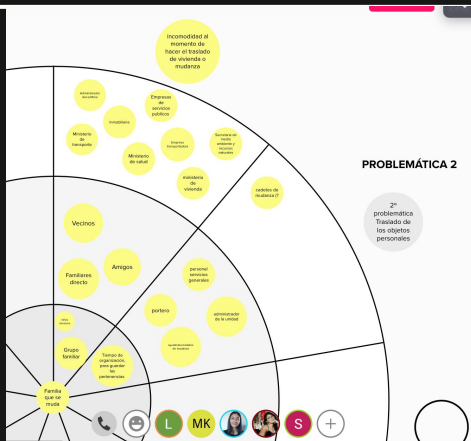 incomodidad al
momento de
hacer el traslado
de vivienda o
mudanza
Empresas
de
servicios
públicos
inmobiliaria
Ministerio
de
transporte
Empresa
transportadora
Secretaria de
medio
ambiente y
recursos
naturales
Ministerio
de salud
ministerio
de
vivienda
cadetes de
mudanza (?
PROBLEMÁTICA 2
2ª
problemática
Traslado de
los objetos
personales
Vecinos
Amigos
Familiares
directo
personal
servicios
generales
portero
administrador
de la unidad
Grupo
familiar
Tiempo de
organización,
para guardar
las
pertenencias
Familia
que se
muda
L
MK
S